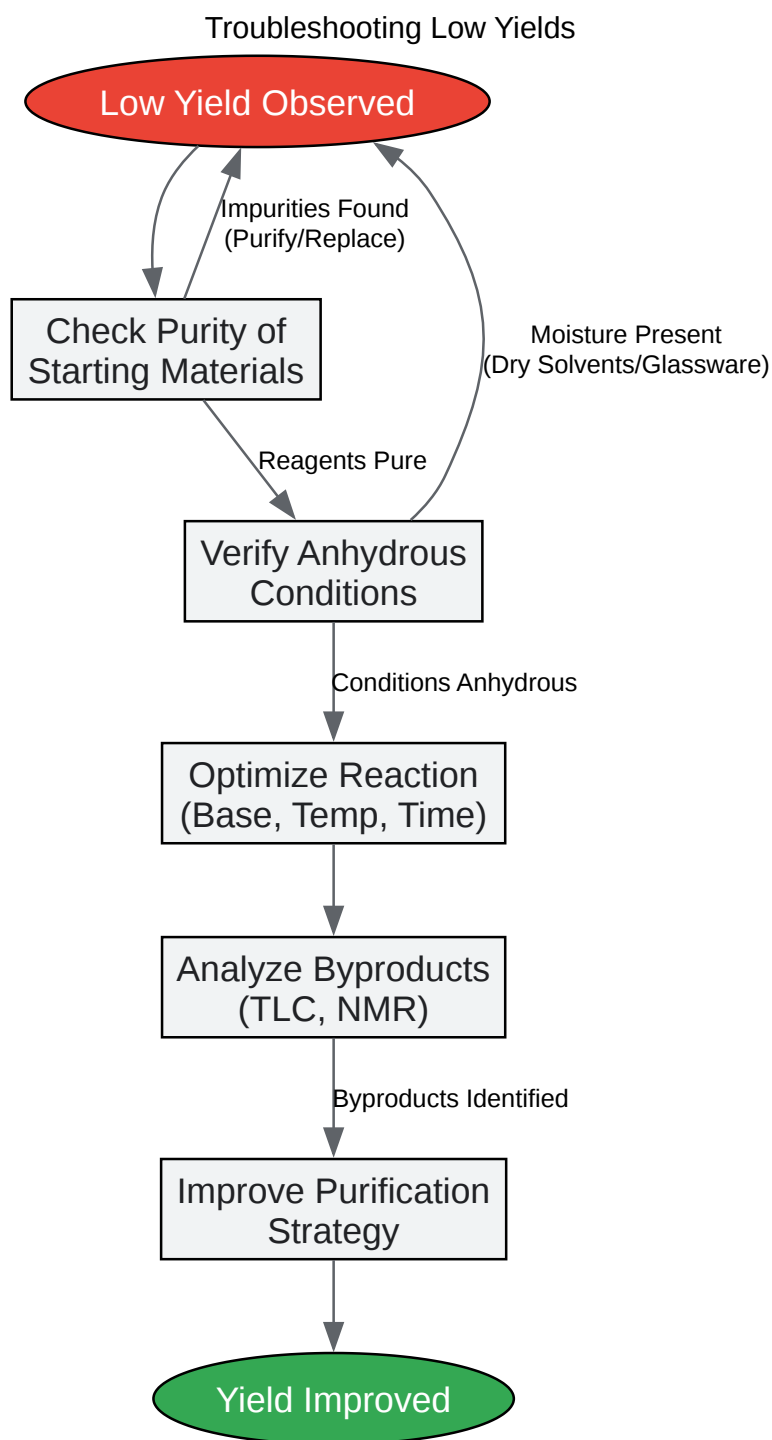 Troubleshooting Low Yields
Low Yield Observed
Impurities Found
(Purify/Replace)
Check Purity of
Starting Materials
Moisture Present
(Dry Solvents/Glassware)
Reagents Pure
Verify Anhydrous
Conditions
Conditions Anhydrous
Optimize Reaction
(Base, Temp, Time)
Analyze Byproducts
(TLC, NMR)
Byproducts Identified
Improve Purification
Strategy
Yield Improved